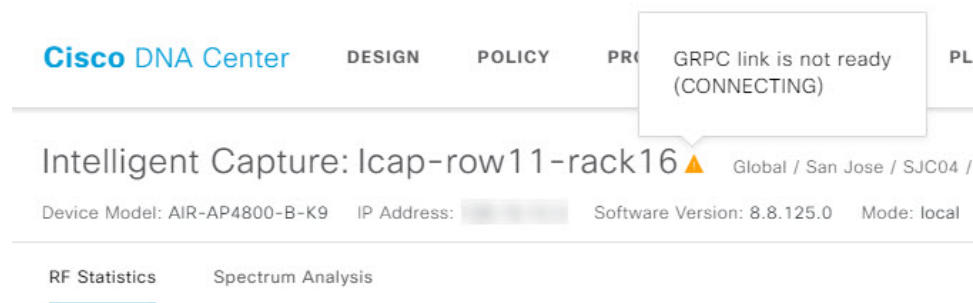 Cisco DNA Center DESIGN POLICY
GRPC link is not ready
(CONNECTING)
Intelligent Capture: Icap-row11-rack16 Global / San Jose / SJC04 /
Device Model: AIR-AP4800-B-K9 IP Address: Software Version: 8.8.125.0 Mode: local
RF Statistics Spectrum Analysis